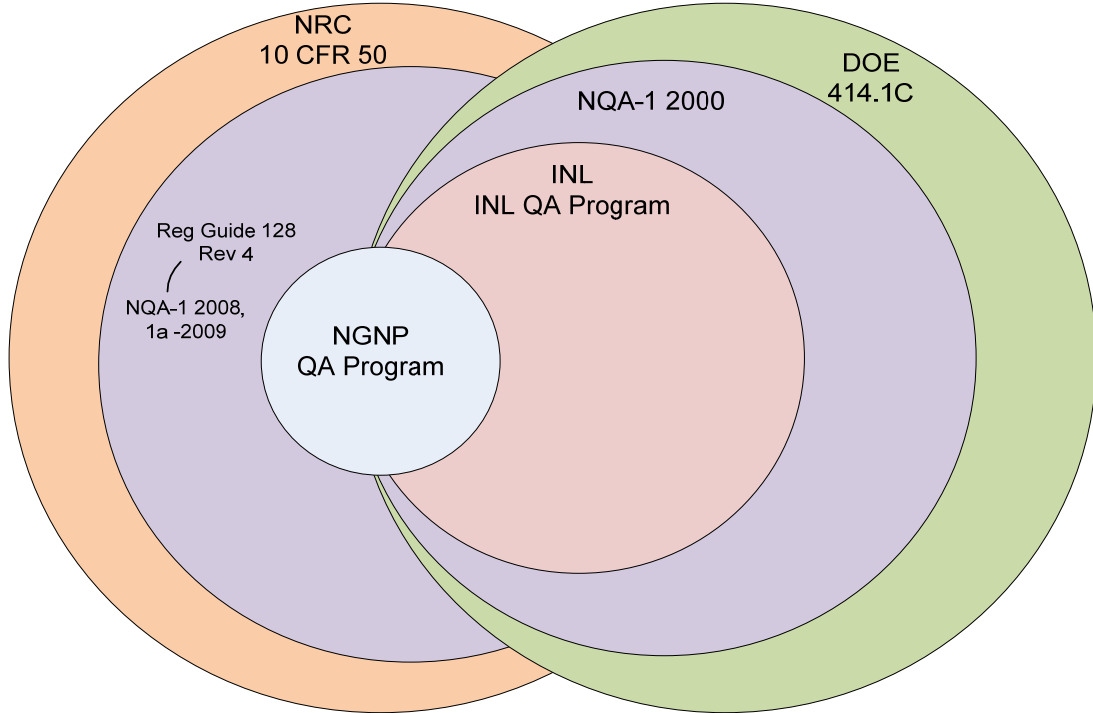 NRC
10 CFR 50
DOE
414.1C
NQA-1 2000
INL
INL QA Program
Reg Guide 128
Rev 4
NQA-1 2008,
1a -2009
NGNP
QA Program